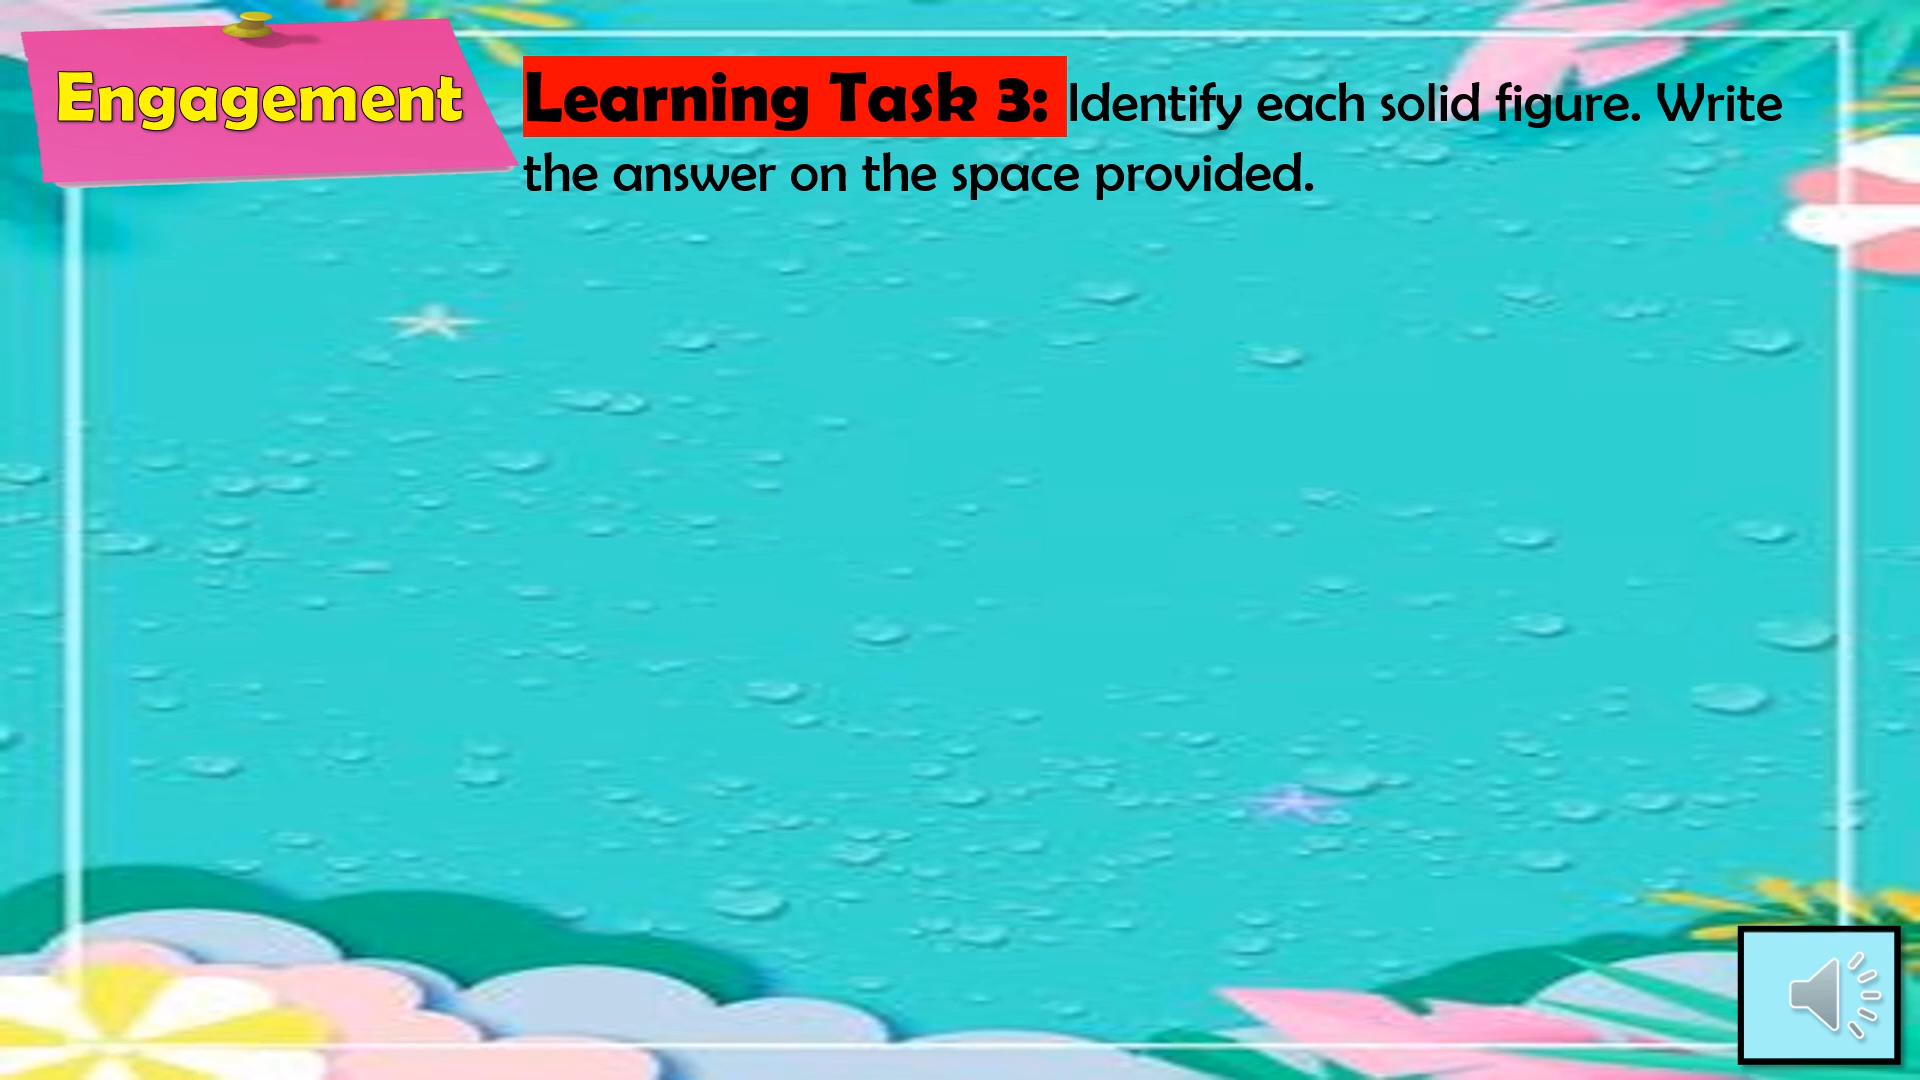 Engagement
Learning Task 3: Identify each solid figure. Write
the answer on the space provided.